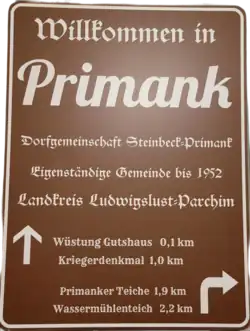 Willkommen in
Primank
Dorfgemeinschaft Steinbeck-Primank
Eigenständige Gemeinde bis 1952
Landkreis Ludwigslust-Parchim
Wüstung Gutshaus 0,1 km
Kriegerdenkmal 1,0 km
Primanker Teiche 1,9 km
Wassermühlenteich 2,2 km